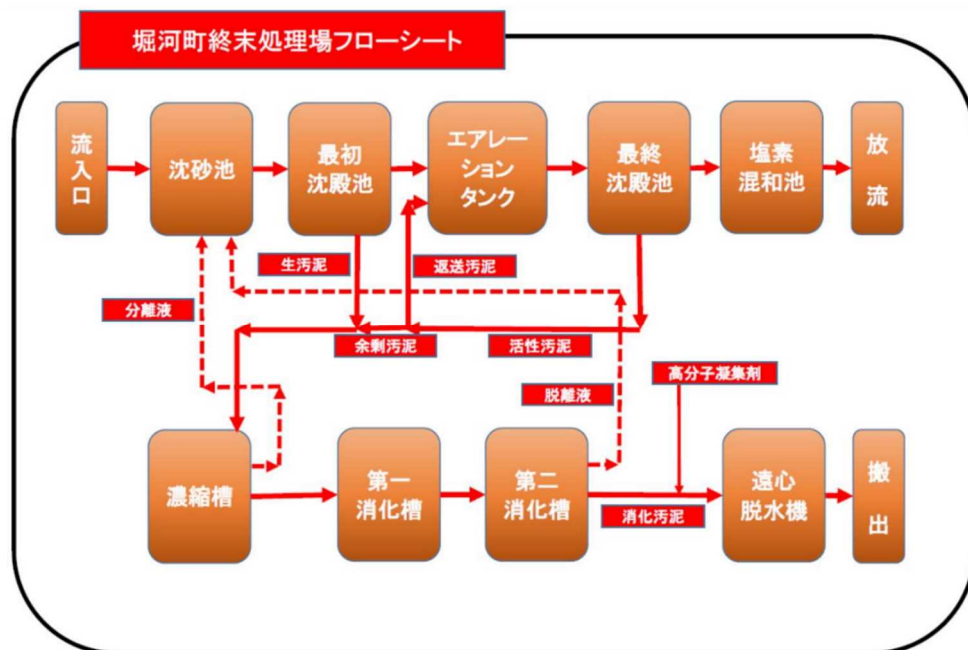 堀河町終末処理場フローシート
流入口
沈砂池
最初
沈殿池
エアレー
ション
タンク
最終
沈殿池
塩素
混和池
放流
生汚泥
返送汚泥
分離液
余剰汚泥
活性汚泥
高分子凝集剤
脱離液
濃縮槽
第一
消化槽
第二
消化槽
消化汚泥
遠心
脱水機
搬出